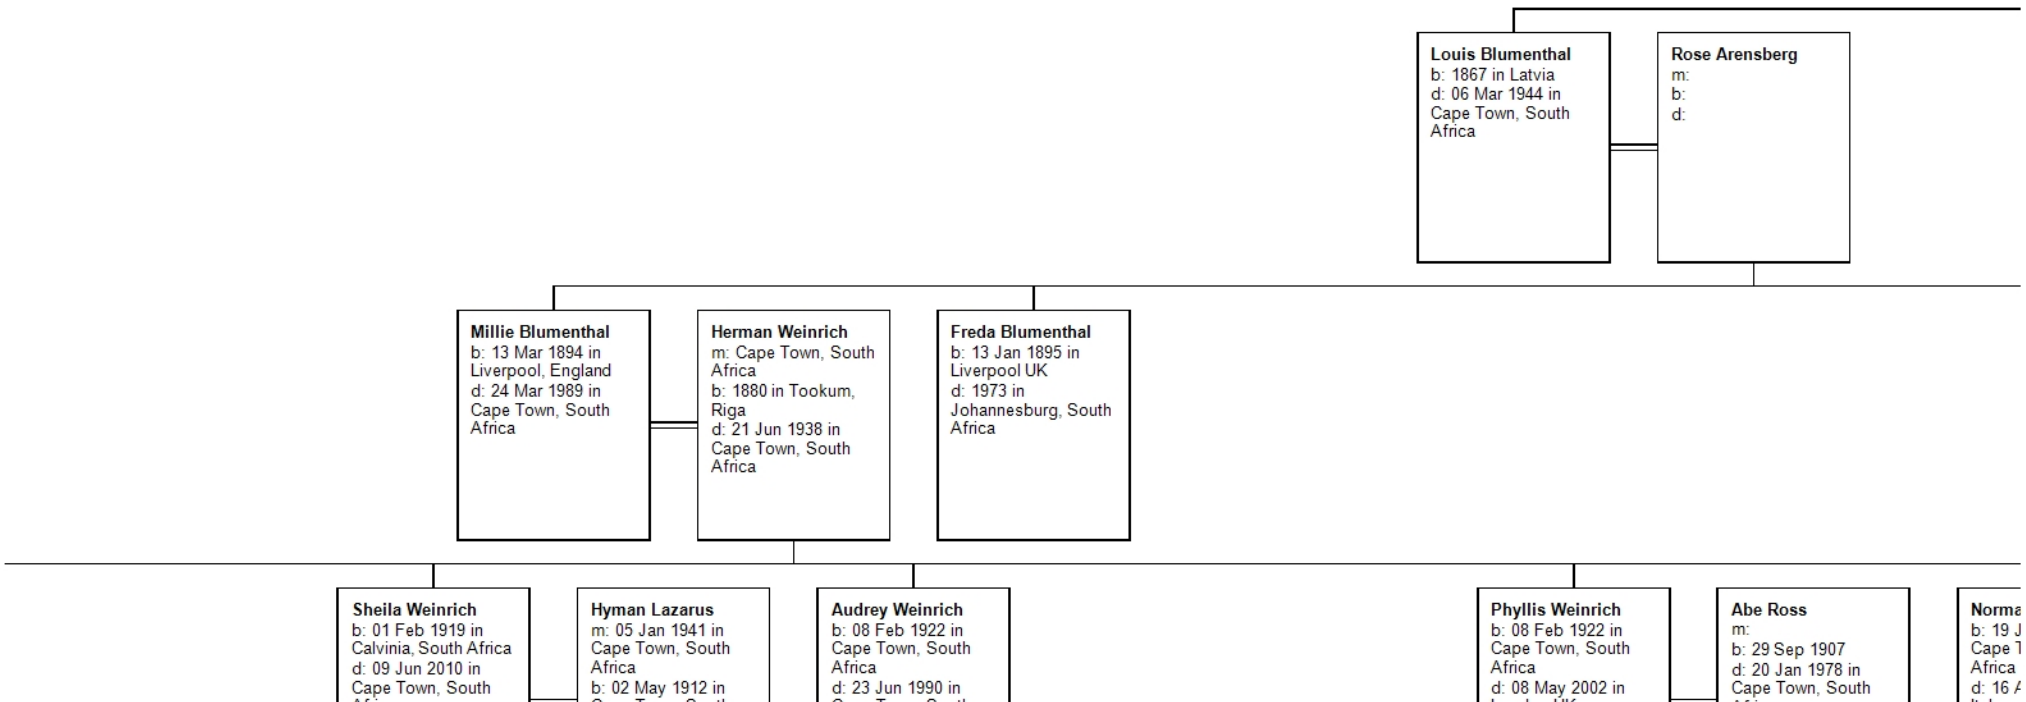 Louis Blumenthal
b: 1867 in Latvia
d: 06 Mar 1944 in
Cape Town, South
Africa
Rose Arensberg
m:
b:
d:
Millie Blumenthal
b: 13 Mar 1894 in
Liverpool, England
d: 24 Mar 1989 in
Cape Town, South
Africa
Herman Weinrich
m: Cape Town, South
Africa
b: 1880 in Tookum,
Riga
d: 21 Jun 1938 in
Cape Town, South
Africa
Freda Blumenthal
b: 13 Jan 1895 in
Liverpool UK
d: 1973 in
Johannesburg, South
Africa
Sheila Weinrich
b: 01 Feb 1919 in
Calvinia, South Africa
d: 09 Jun 2010 in
Cape Town, South
Hyman Lazarus
m: 05 Jan 1941 in
Cape Town, South
Africa
b: 02 May 1912 in
Audrey Weinrich
b: 08 Feb 1922 in
Cape Town, South
Africa
d: 23 Jun 1990 in
Phyllis Weinrich
b: 08 Feb 1922 in
Cape Town, South
Africa
d: 08 May 2002 in
Abe Ross
m:
b: 29 Sep 1907
d: 20 Jan 1978 in
Cape Town, South
Norma
b: 19
Cape
Africa
d: 16